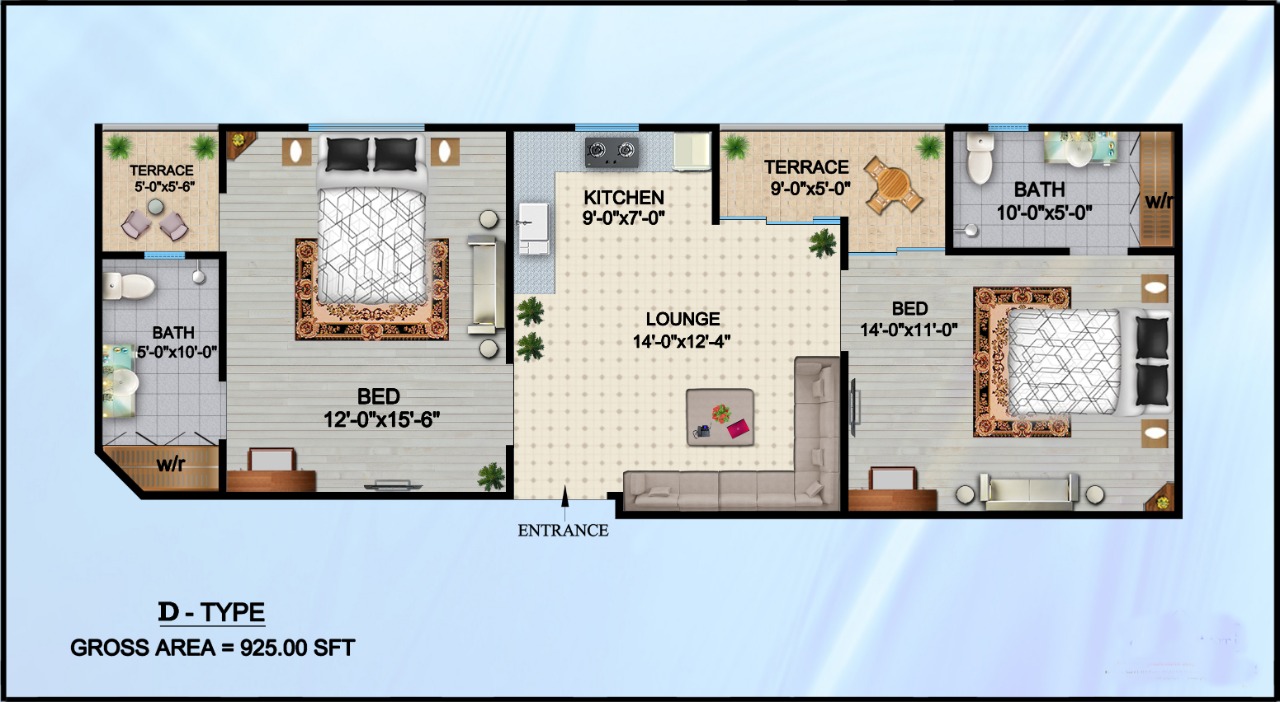 TERRACE
5'-0"x5'-6"
KITCHEN
9'-0"x7'-0"
TERRACE
9'-0"x5'-0"
BATH
10'-0"x5'-0"
w/r
BATH
5'-0"x10'-0"
LOUNGE
14'-0"x12'-4"
BED
14'-0"x11'-0"
BED
12'-0"x15'-6"
w/r
ENTRANCE
D - TYPE
GROSS AREA = 925.00 SFT